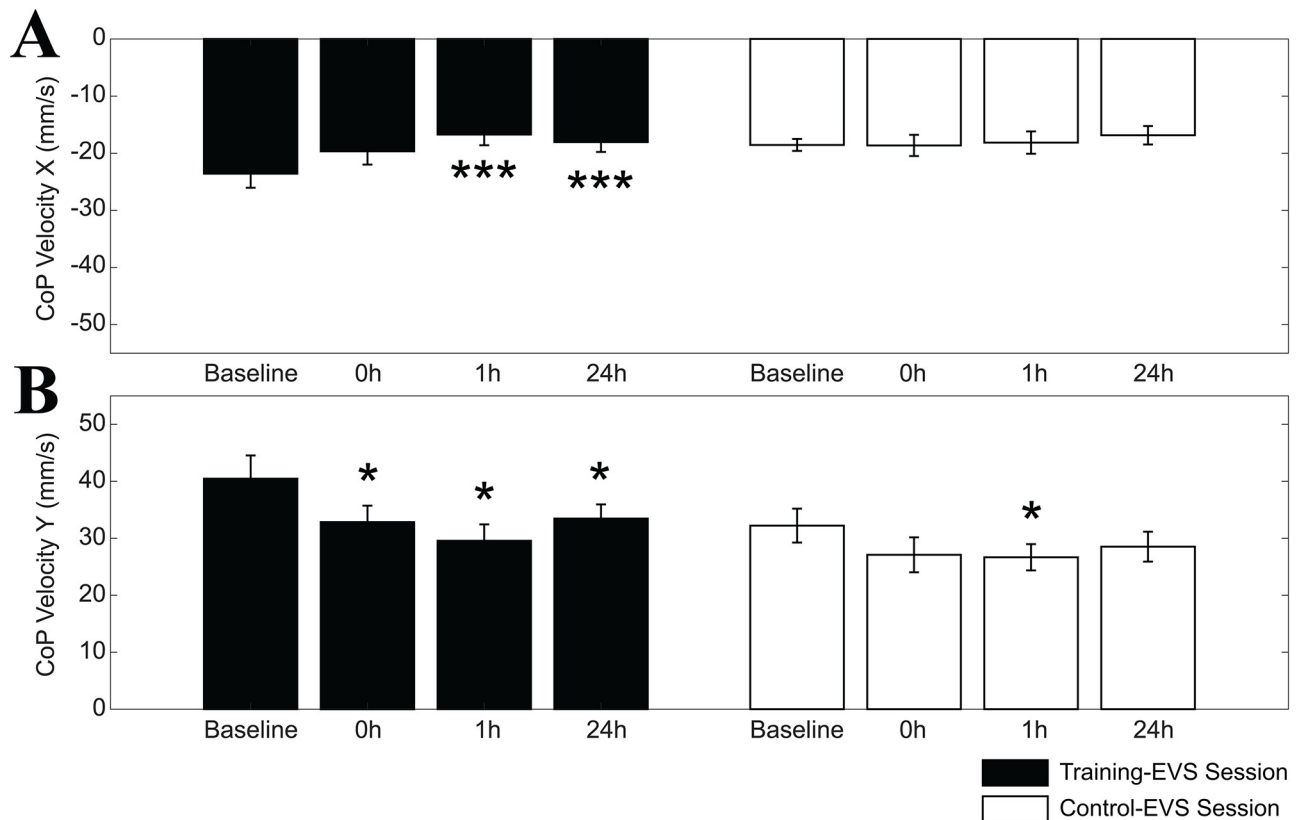 A
CoP Velocity X (mm/s)
0
-10
-20
-30
-40
-50
*** ***
Baseline 0h 1h 24h Baseline 0h 1h 24h
B
CoP Velocity Y (mm/s)
50
40
30
20
10
0
* * * *
Baseline 0h 1h 24h Baseline 0h 1h 24h
Training-EVS Session
Control-EVS Session